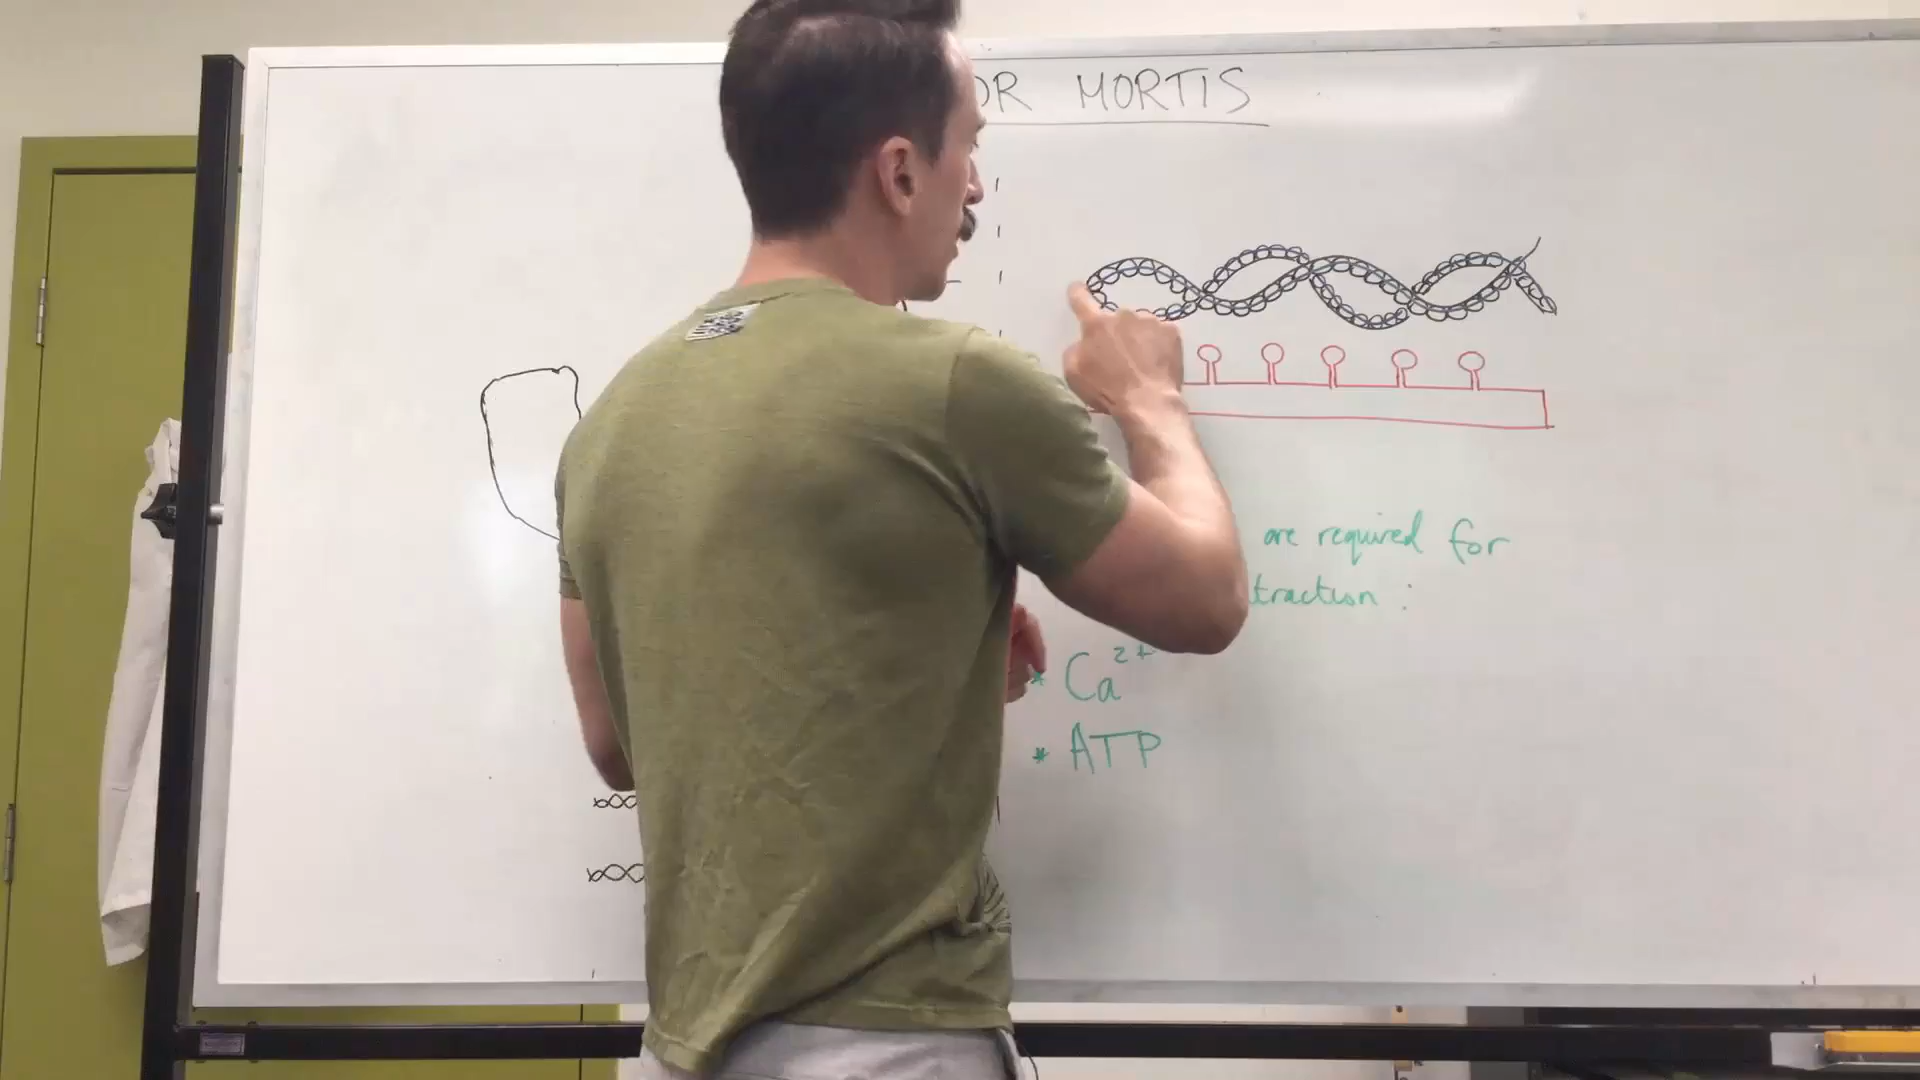 OR MORTIS
are required for
traction :
* Ca2+
* ATP